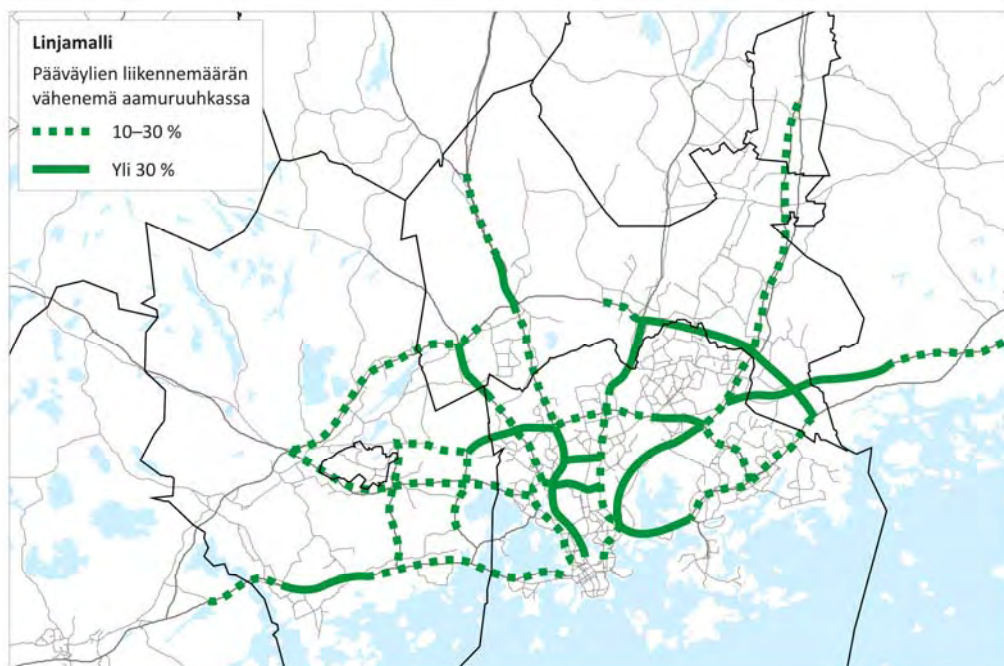 Linjamalli
Pääväylien liikennemäärän
vähenemä aamuruuhkassa
10–30 %
Yli 30 %